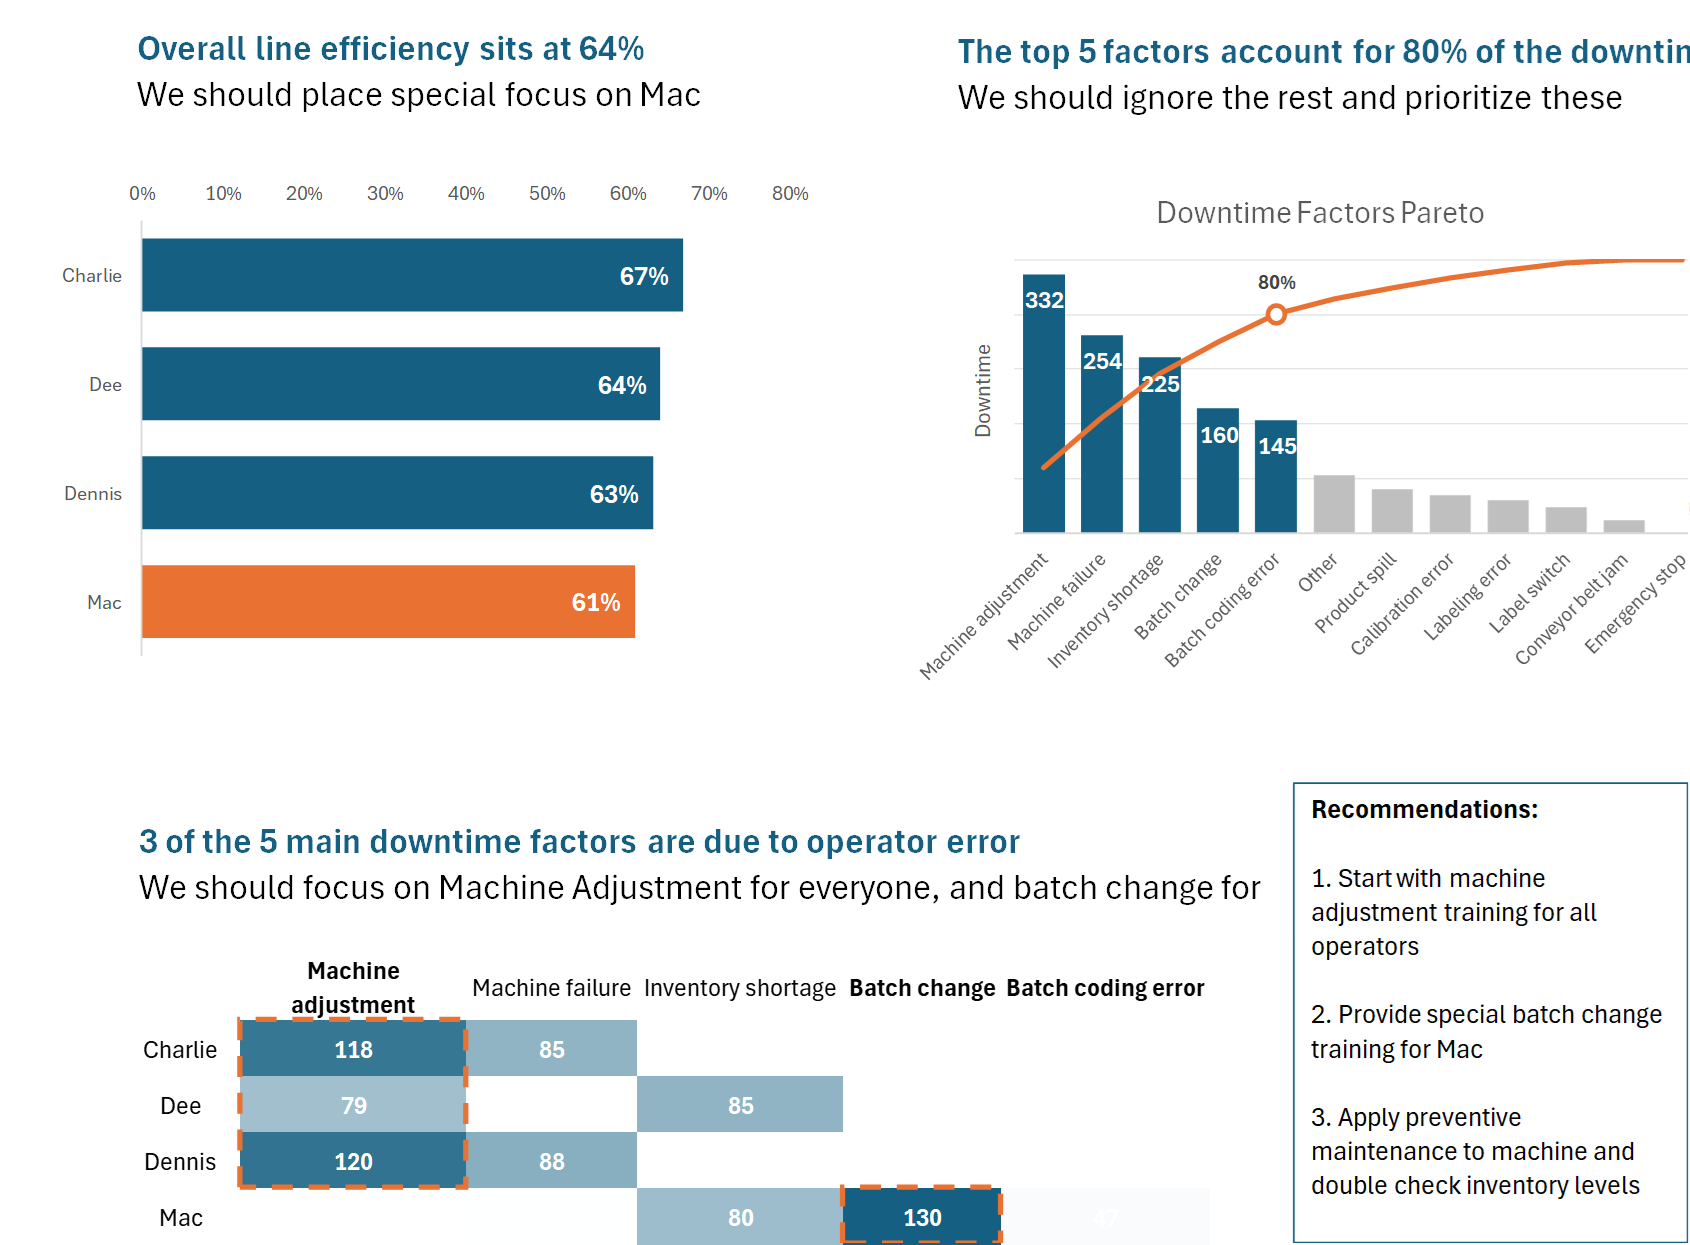 Overall line efficiency sits at 64%
We should place special focus on Mac
0% 10% 20% 30% 40% 50% 60% 70% 80%
Charlie 67%
Dee 64%
Dennis 63%
Mac 61%
The top 5 factors account for 80% of the downtin
We should ignore the rest and prioritize these
Downtime Factors Pareto
80%
Downtime
332 254 225 160 145
Machine adjustment
Machine failure
Inventory shortage
Batch change
Batch coding error
Other
Product spill
Calibration error
Labeling error
Label switch
Conveyor belt jam
Emergency stop
3 of the 5 main downtime factors are due to operator error
We should focus on Machine Adjustment for everyone, and batch change for
Machine
adjustment Machine failure Inventory shortage Batch change Batch coding error
Charlie 118 85
Dee 79 85
Dennis 120 88
Mac 80 130 47
Recommendations:
1. Start with machine
adjustment training for all
operators
2. Provide special batch change
training for Mac
3. Apply preventive
maintenance to machine and
double check inventory levels